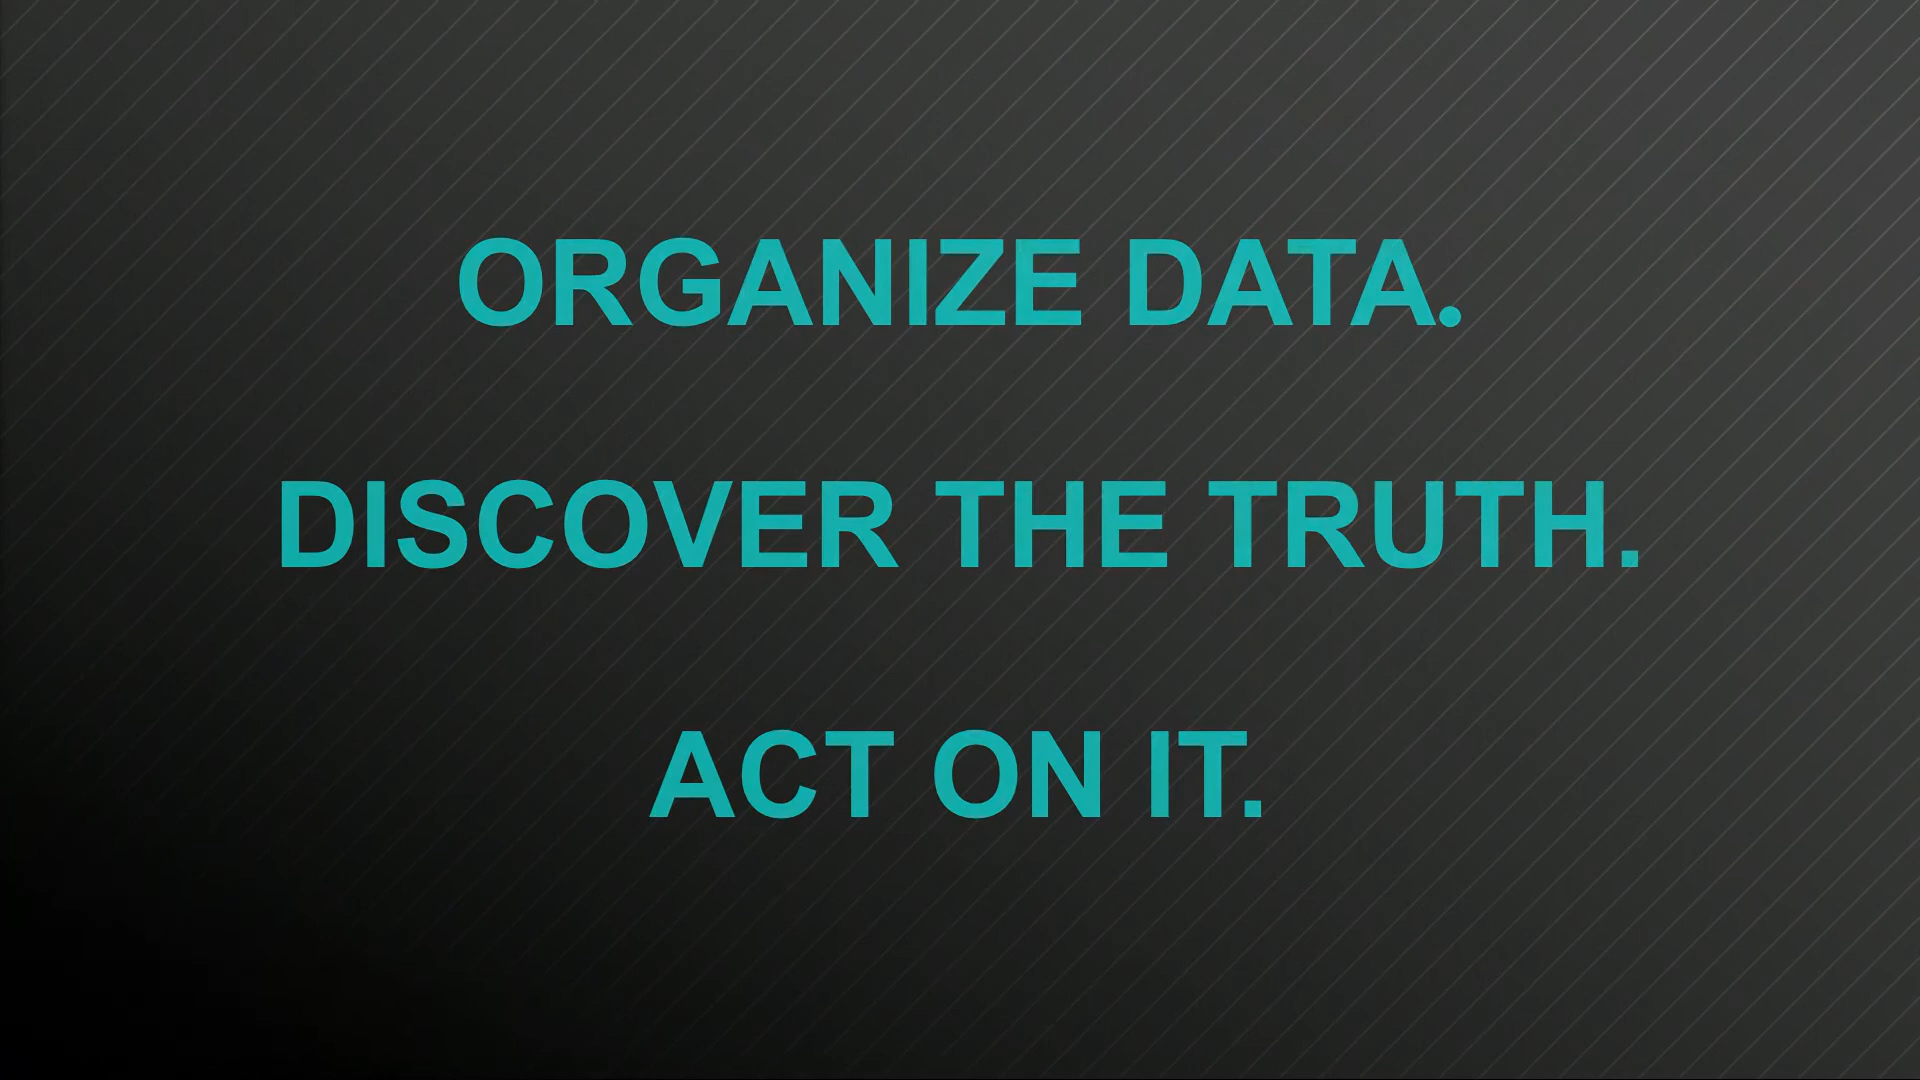 ORGANIZE DATA.
DISCOVER THE TRUTH.
ACT ON IT.